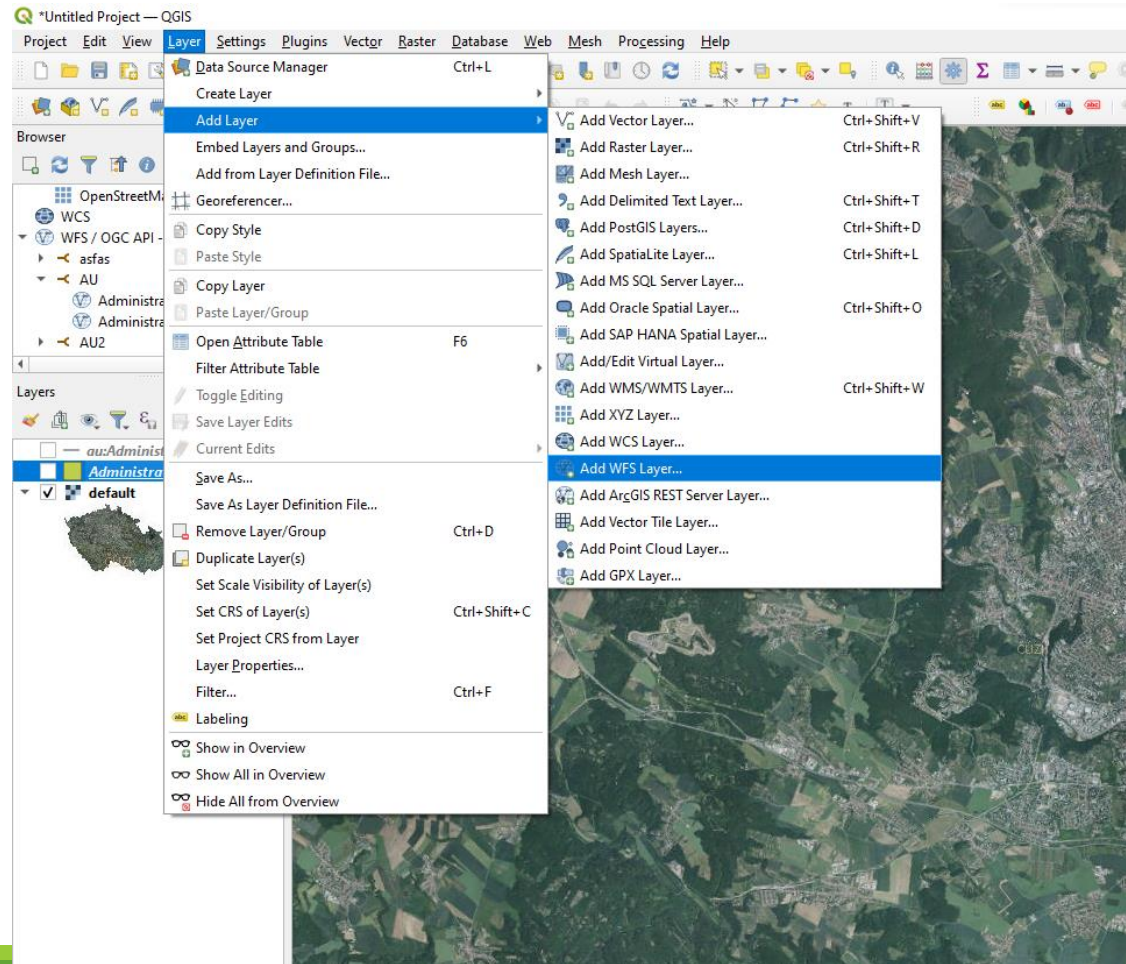 *Untitled Project — QGIS
Project Edit View Layer Settings Plugins Vector Raster Database Web Mesh Processing Help
Data Source Manager Ctrl+L
Create Layer
Add Layer
Embed Layers and Groups...
Add from Layer Definition File...
Georeferencer...
Copy Style
Paste Style
Copy Layer
Paste Layer/Group
Open Attribute Table F6
Filter Attribute Table
Toggle Editing
Save Layer Edits
Current Edits
Save As...
Save As Layer Definition File...
Remove Layer/Group Ctrl+D
Duplicate Layer(s)
Set Scale Visibility of Layer(s)
Set CRS of Layer(s) Ctrl+Shift+C
Set Project CRS from Layer
Layer Properties...
Filter... Ctrl+F
abc Labeling
Show in Overview
Show All in Overview
Hide All from Overview
Add Vector Layer... Ctrl+Shift+V
Add Raster Layer... Ctrl+Shift+R
Add Mesh Layer...
Add Delimited Text Layer... Ctrl+Shift+T
Add PostGIS Layers... Ctrl+Shift+D
Add SpatiaLite Layer... Ctrl+Shift+L
Add MS SQL Server Layer...
Add Oracle Spatial Layer... Ctrl+Shift+O
Add SAP HANA Spatial Layer...
Add/Edit Virtual Layer...
Add WMS/WMTS Layer... Ctrl+Shift+W
Add XYZ Layer...
Add WCS Layer...
Add WFS Layer...
Add ArcGIS REST Server Layer...
Add Vector Tile Layer...
Add Point Cloud Layer...
Add GPX Layer...
Browser
OpenStreetMa
WCS
WFS / OGC API -
asfas
AU
Administra
Administra
AU2
Layers
au:Administ
Administra
default